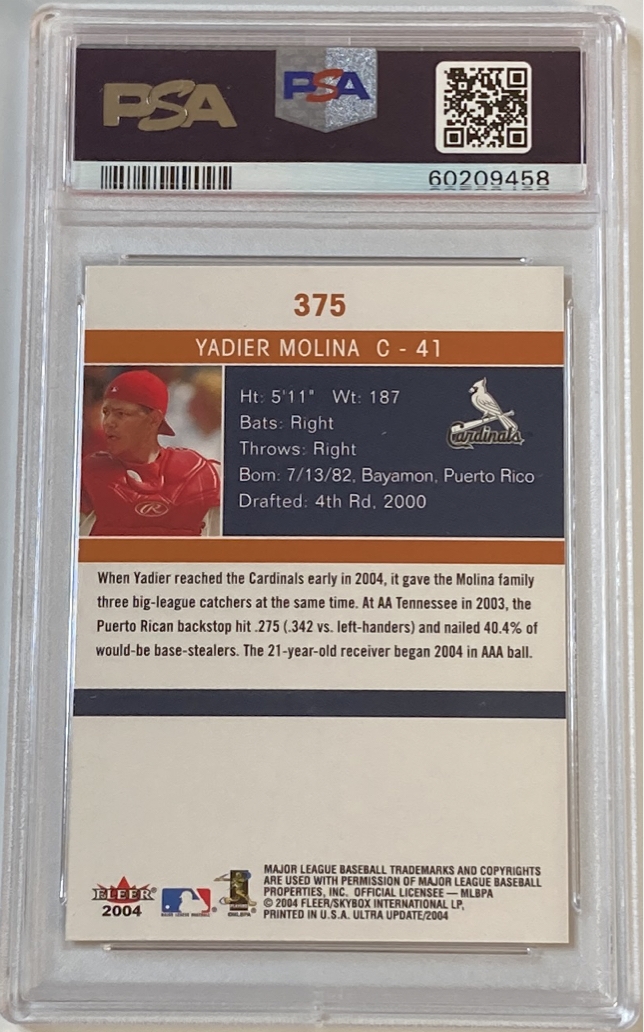 PSA
PSA
60209458
375
YADIER MOLINA C - 41
Ht: 5'11" Wt: 187
Bats: Right
Throws: Right
Born: 7/13/82, Bayamon, Puerto Rico
Drafted: 4th Rd, 2000
Cardinals
When Yadier reached the Cardinals early in 2004, it gave the Molina family
three big-league catchers at the same time. At AA Tennessee in 2003, the
Puerto Rican backstop hit .275 (.342 vs. left-handers) and nailed 40.4% of
would-be base-stealers. The 21-year-old receiver began 2004 in AAA ball.
FLEER
2004
MAJOR LEAGUE BASEBALL
©MLBPA
MAJOR LEAGUE BASEBALL TRADEMARKS AND COPYRIGHTS
ARE USED WITH PERMISSION OF MAJOR LEAGUE BASEBALL
PROPERTIES, INC. OFFICIAL LICENSEE — MLBPA
© 2004 FLEER/SKYBOX INTERNATIONAL LP,
PRINTED IN U.S.A. ULTRA UPDATE/2004